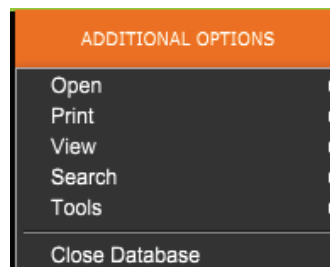 ADDITIONAL OPTIONS
Open
Print
View
Search
Tools
Close Database